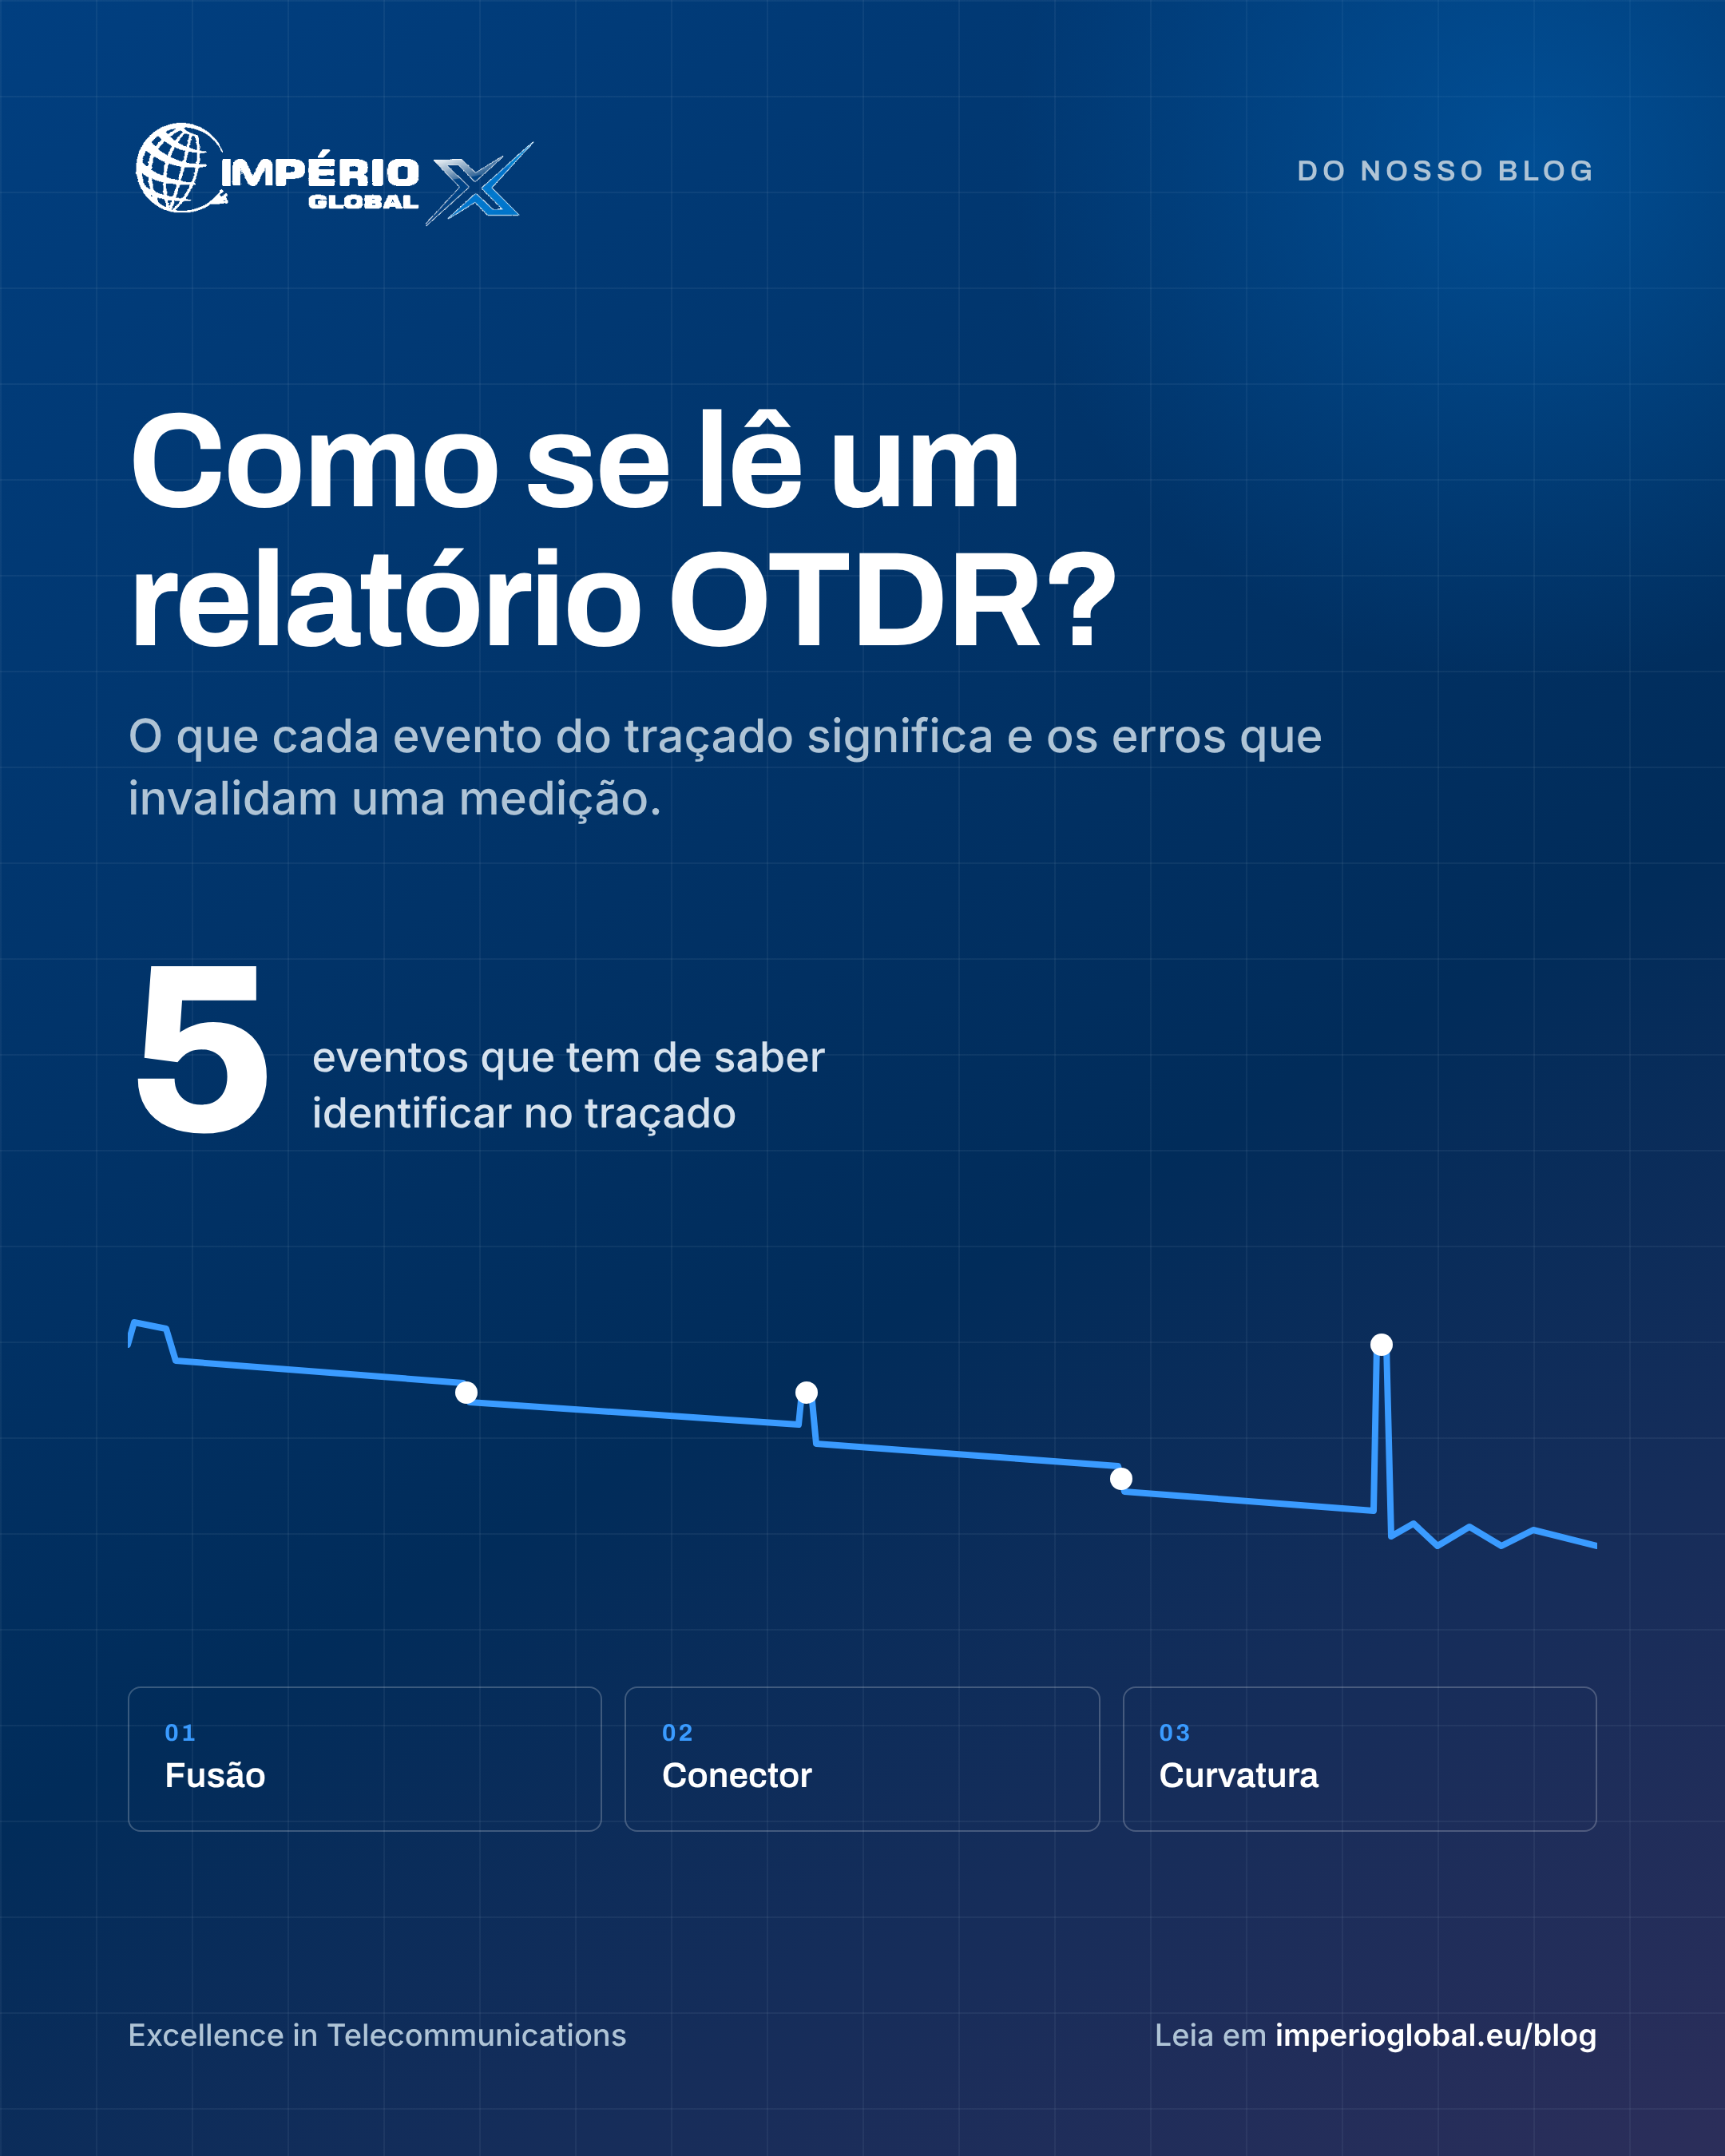 IMPÉRIO
GLOBAL
X
DO NOSSO BLOG
Como se lê um
relatório OTDR?
O que cada evento do traçado significa e os erros que
invalidam uma medição.
5
eventos que tem de saber
identificar no traçado
01
Fusão
02
Conector
03
Curvatura
Excellence in Telecommunications
Leia em imperioglobal.eu/blog